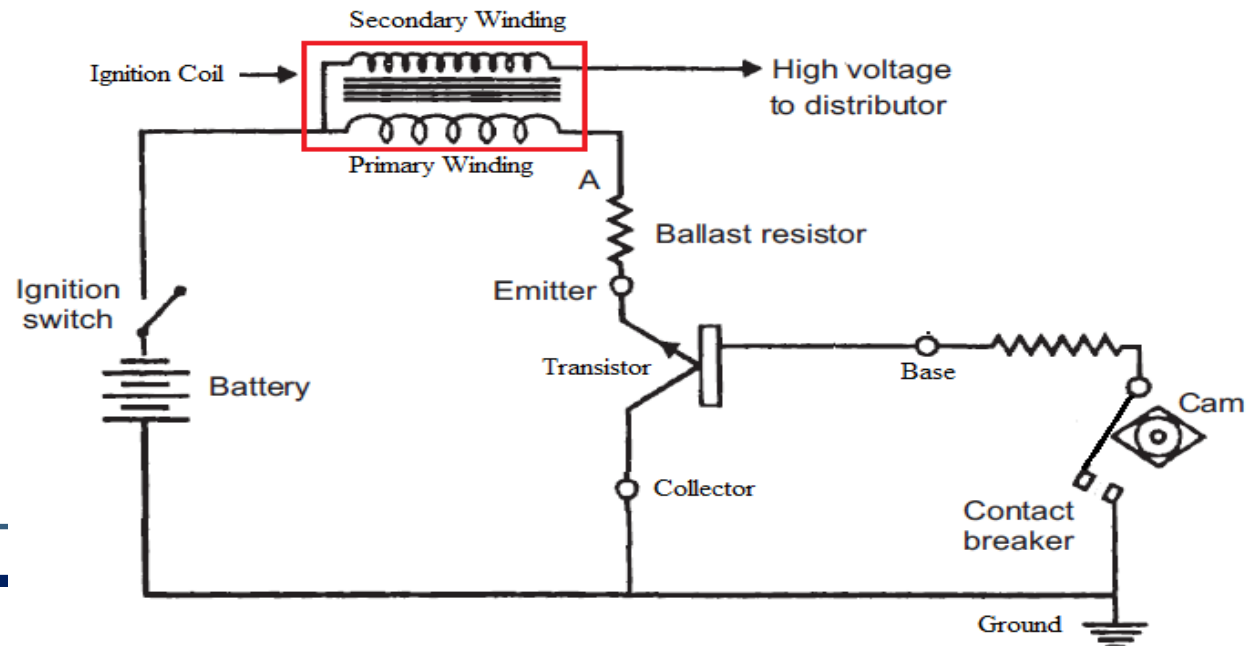 Secondary Winding
Ignition Coil
High voltage
to distributor
Primary Winding
A
Ballast resistor
Ignition
switch
Emitter
Transistor
Base
Battery
Cam
Collector
Contact
breaker
Ground